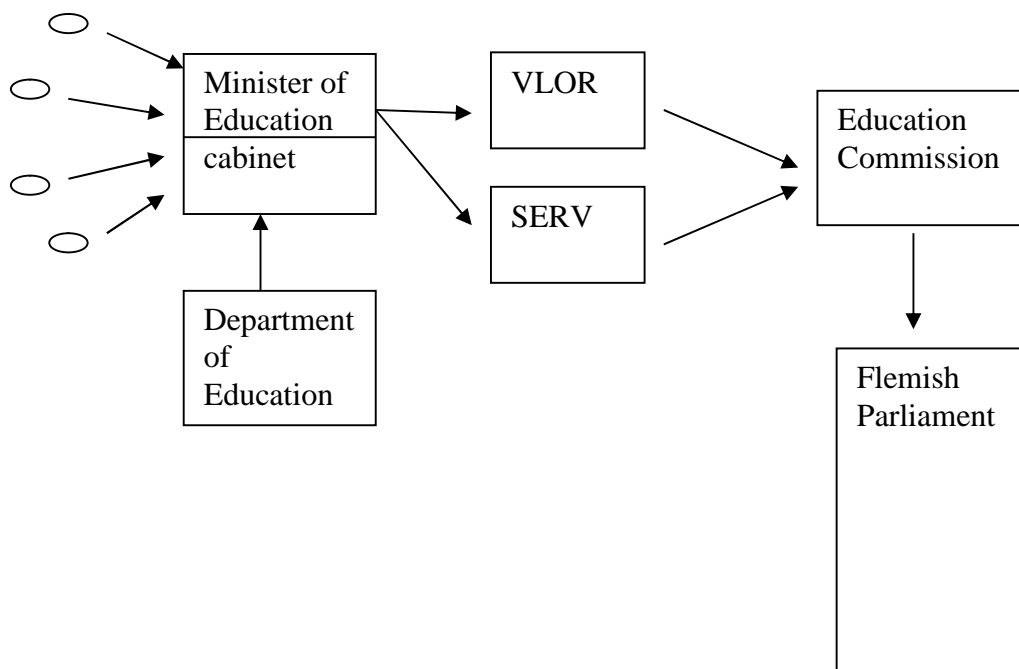 Minister of
Education
cabinet
VLOR
SERV
Education
Commission
Department
of
Education
Flemish
Parliament